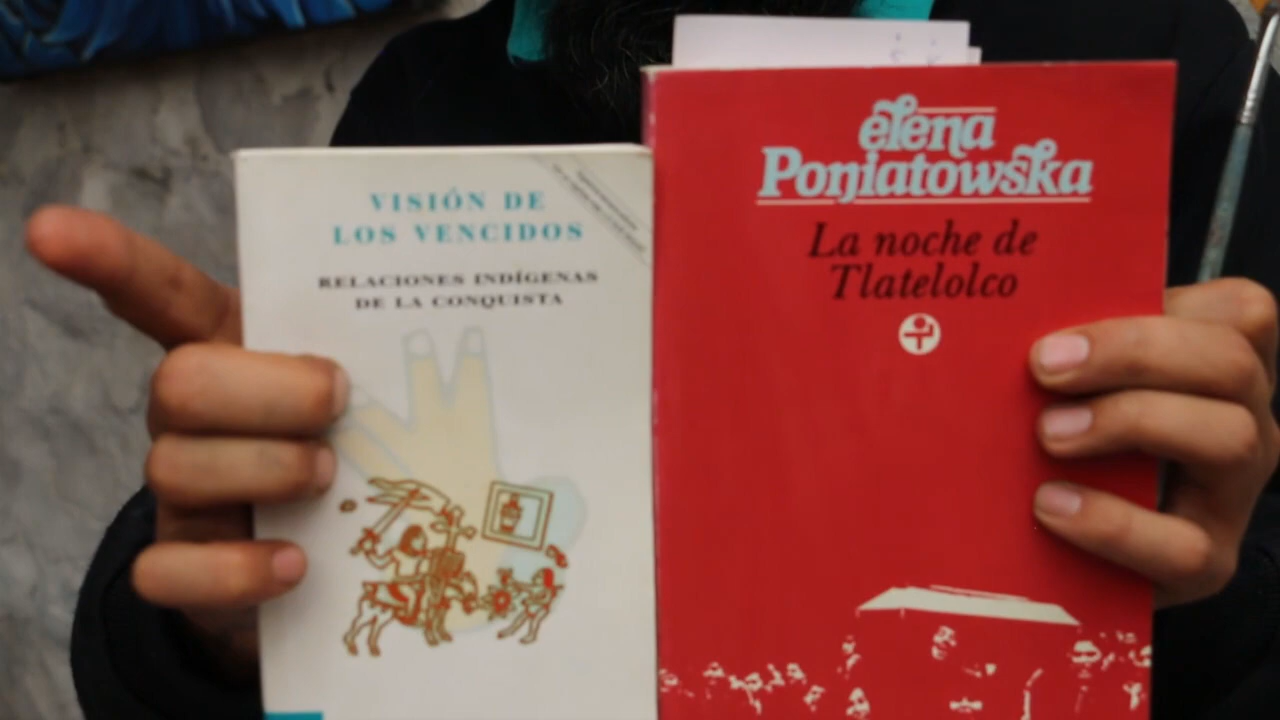 VISIÓN DE
LOS VENCIDOS
RELACIONES INDÍGENAS
DE LA CONQUISTA
elena
Poniatowska
La noche de
Tlatelolco